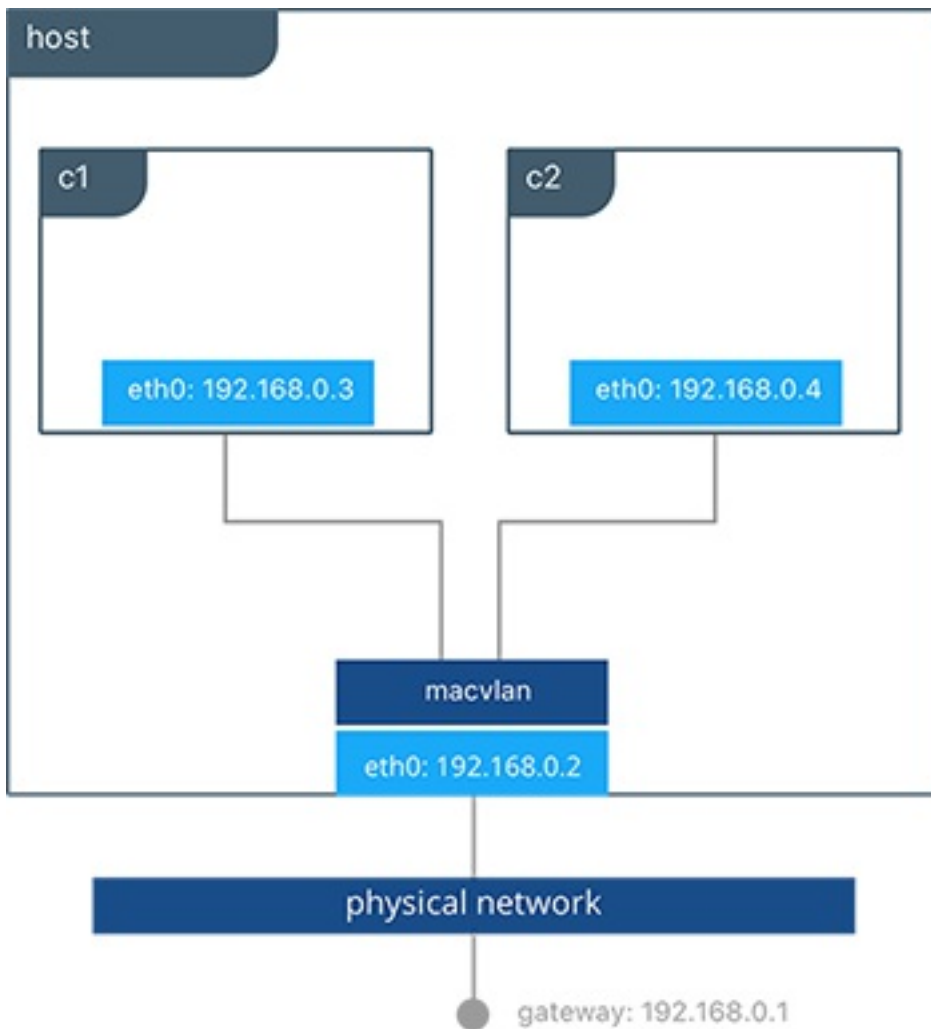 host
c1
c2
eth0: 192.168.0.3
eth0: 192.168.0.4
macvlan
eth0: 192.168.0.2
physical network
gateway: 192.168.0.1